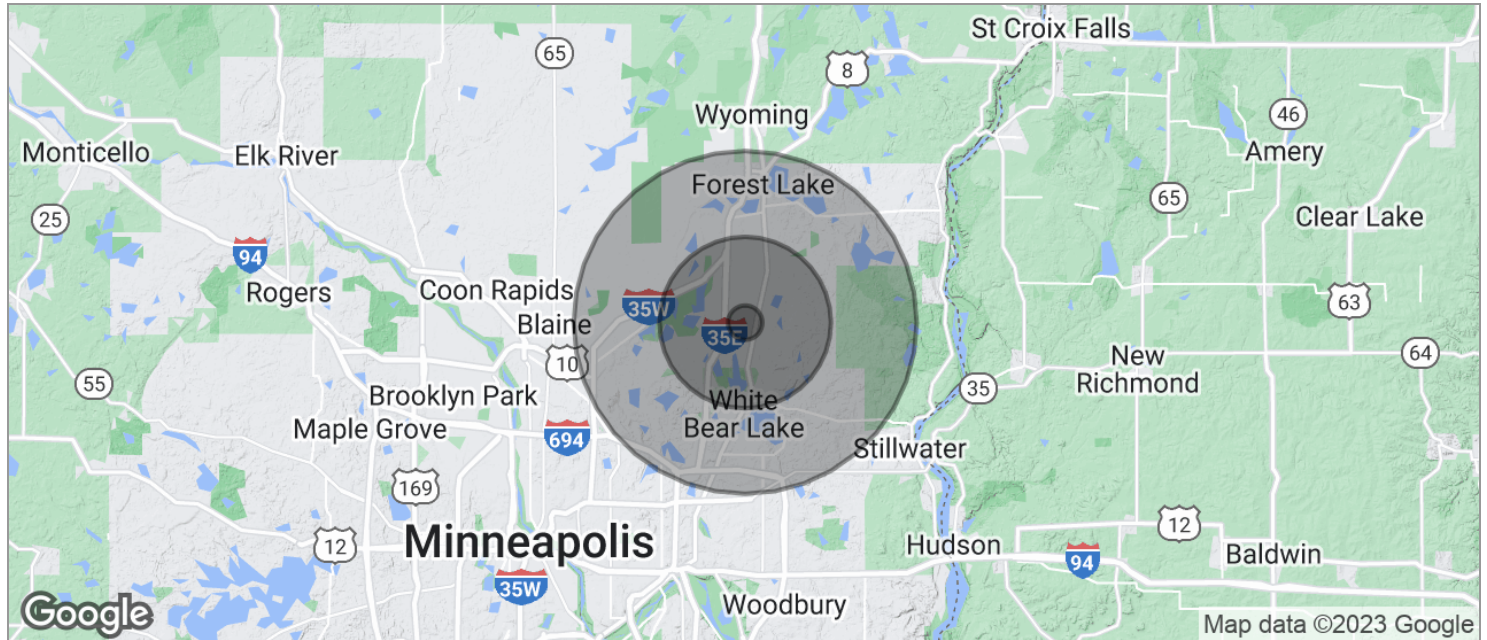 St Croix Falls
65
8
Wyoming
46
Monticello
Elk River
Amery
Forest Lake
65
25
Clear Lake
94
Rogers
Coon Rapids
35W
63
Blaine
35E
10
64
New
Richmond
55
Brooklyn Park
35
White
Bear Lake
Maple Grove
694
Stillwater
169
12
Minneapolis
12
Hudson
94
Baldwin
35W
Woodbury
Google
Map data ©2023 Google